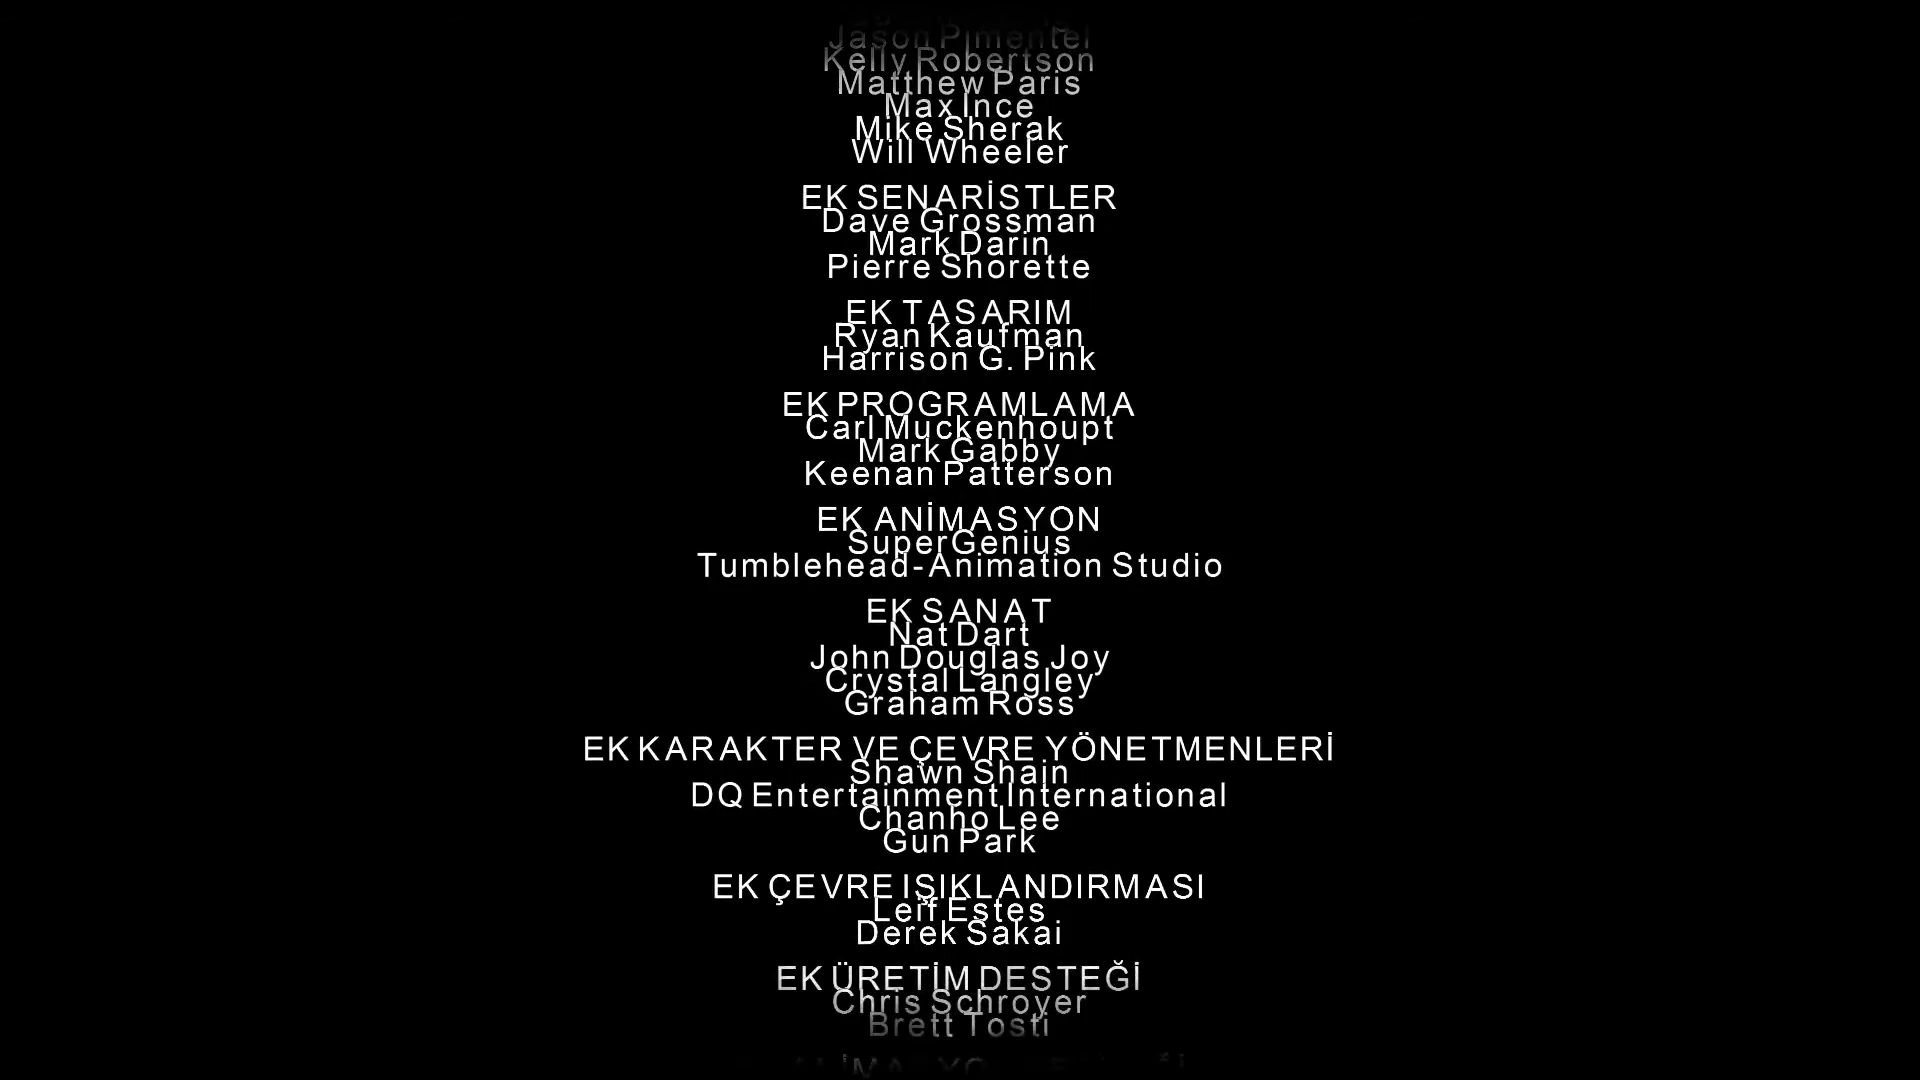 Jason Pimentel
Kelly Robertson
Matthew Paris
Max Ince
Mike Sherak
Will Wheeler
EK SENARİSTLER
Dave Grossman
Mark Darin
Pierre Shorette
EK TASARIM
Ryan Kaufman
Harrison G. Pink
EK PROGRAMLAMA
Carl Muckenhoupt
Mark Gabby
Keenan Patterson
EK ANİMASYON
SuperGenius
Tumblehead-Animation Studio
EK SANAT
Nat Dart
John Douglas Joy
Crystal Langley
Graham Ross
EK KARAKTER VE ÇEVRE YÖNETMENLERİ
Shawn Shain
DQ Entertainment International
Chanho Lee
Gun Park
EK ÇEVRE IŞIKLANDIRMASI
Leif Estes
Derek Sakai
EK ÜRETİM DESTEĞİ
Chris Schroyer
Brett Tosti